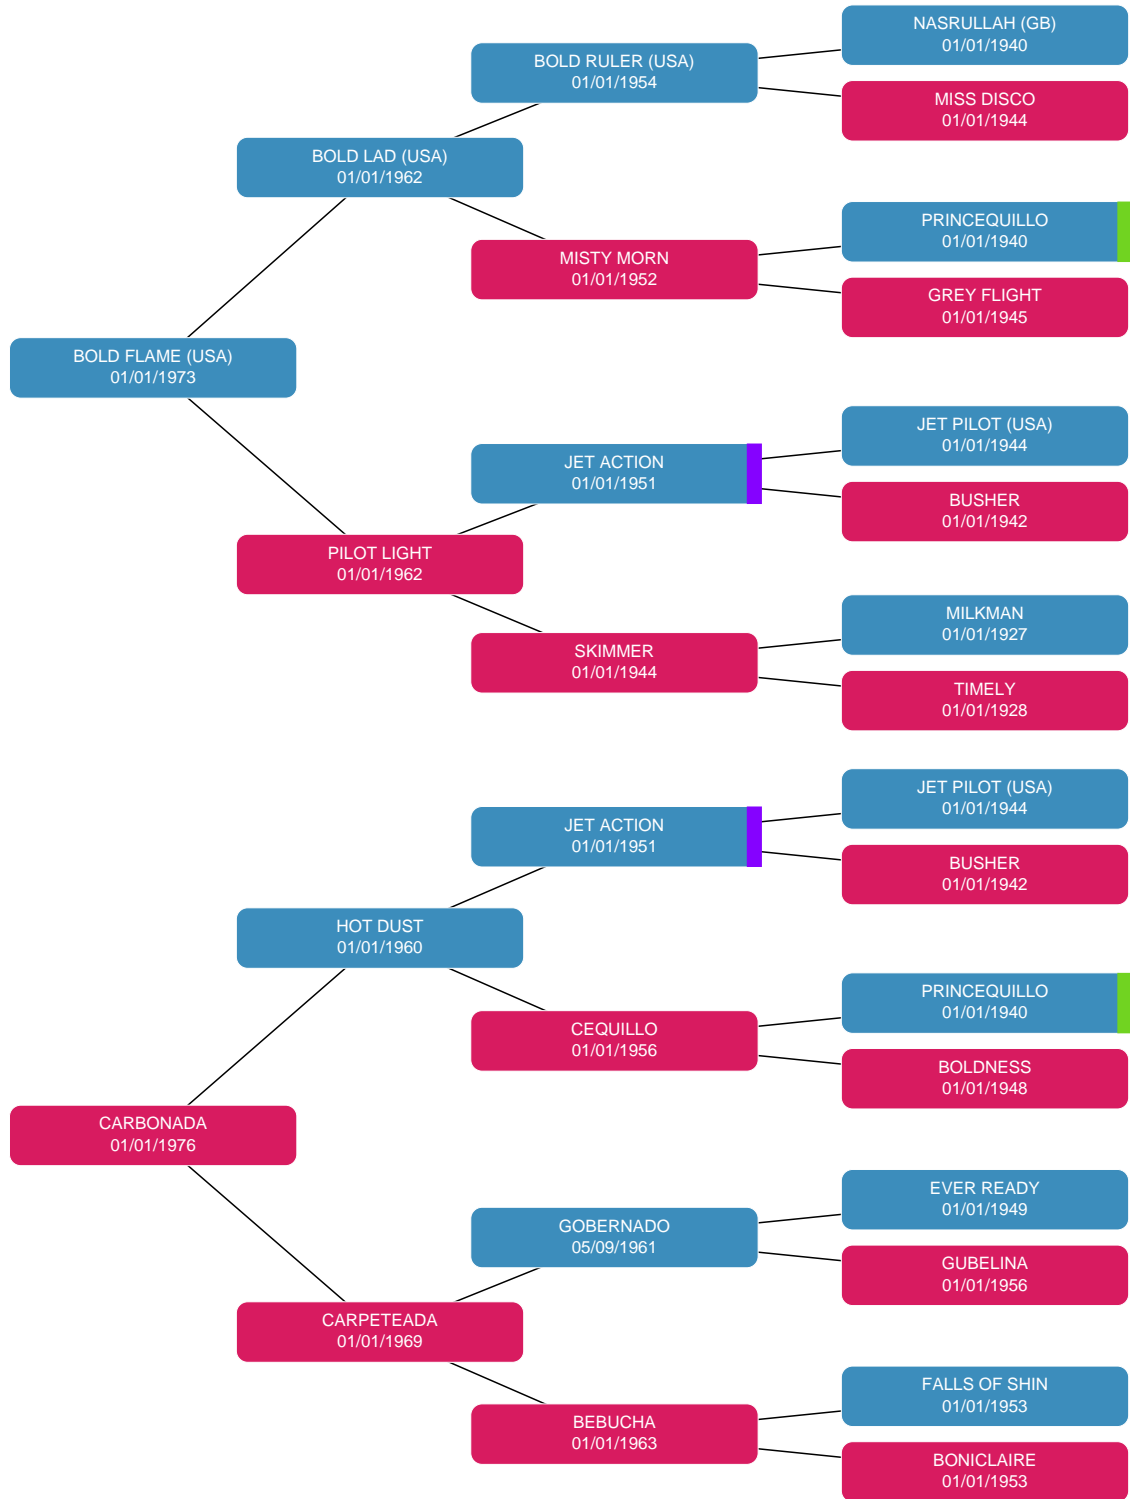 NASRULLAH (GB)
01/01/1940
BOLD RULER (USA)
01/01/1954
MISS DISCO
01/01/1944
BOLD LAD (USA)
01/01/1962
PRINCEQUILLO
01/01/1940
MISTY MORN
01/01/1952
GREY FLIGHT
01/01/1945
BOLD FLAME (USA)
01/01/1973
JET PILOT (USA)
01/01/1944
JET ACTION
01/01/1951
BUSHER
01/01/1942
PILOT LIGHT
01/01/1962
MILKMAN
01/01/1927
SKIMMER
01/01/1944
TIMELY
01/01/1928
JET PILOT (USA)
01/01/1944
JET ACTION
01/01/1951
BUSHER
01/01/1942
HOT DUST
01/01/1960
PRINCEQUILLO
01/01/1940
CEQUILLO
01/01/1956
BOLDNESS
01/01/1948
CARBONADA
01/01/1976
EVER READY
01/01/1949
GOBERNADO
05/09/1961
GUBELINA
01/01/1956
CARPETEADA
01/01/1969
FALLS OF SHIN
01/01/1953
BEBUCHA
01/01/1963
BONICLAIRE
01/01/1953